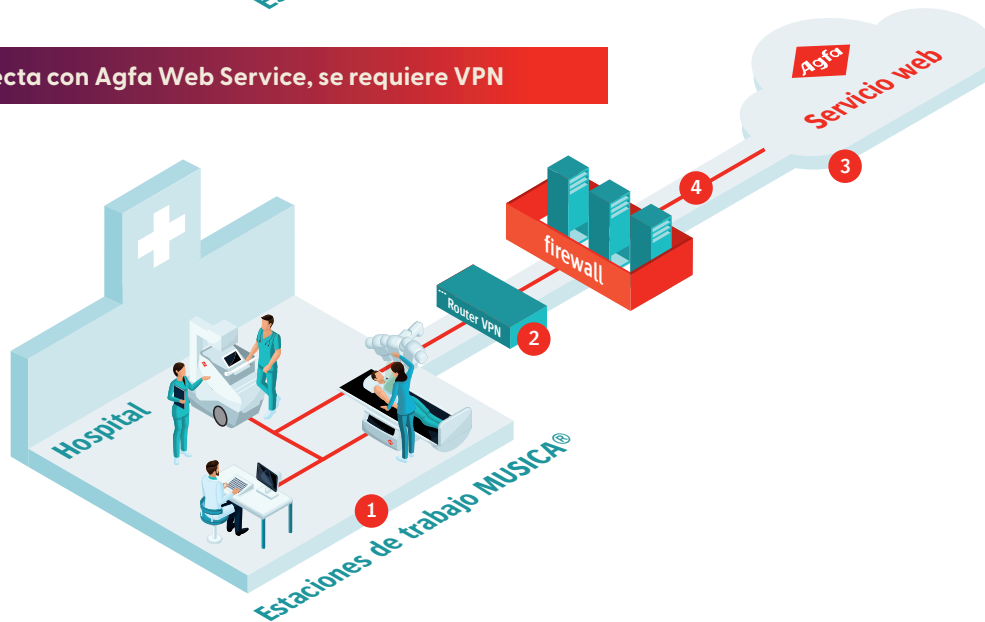 con Agfa Web Service, se requiere VPN
Agfa
Servicio web
3
4
firewall
Router VPN
2
Hospital
1
Estaciones de trabajo MUSICA®